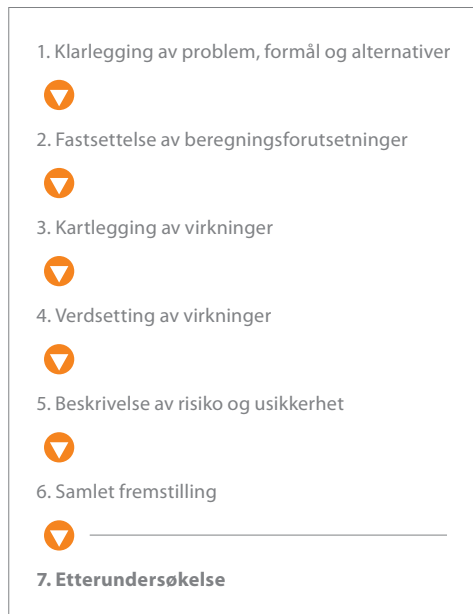 1. Klarlegging av problem, formål og alternativer
2. Fastsettelse av beregningsforutsetninger
3. Kartlegging av virkninger
4. Verdsetting av virkninger
5. Beskrivelse av risiko og usikkerhet
6. Samlet fremstilling
7. Etterundersøkelse